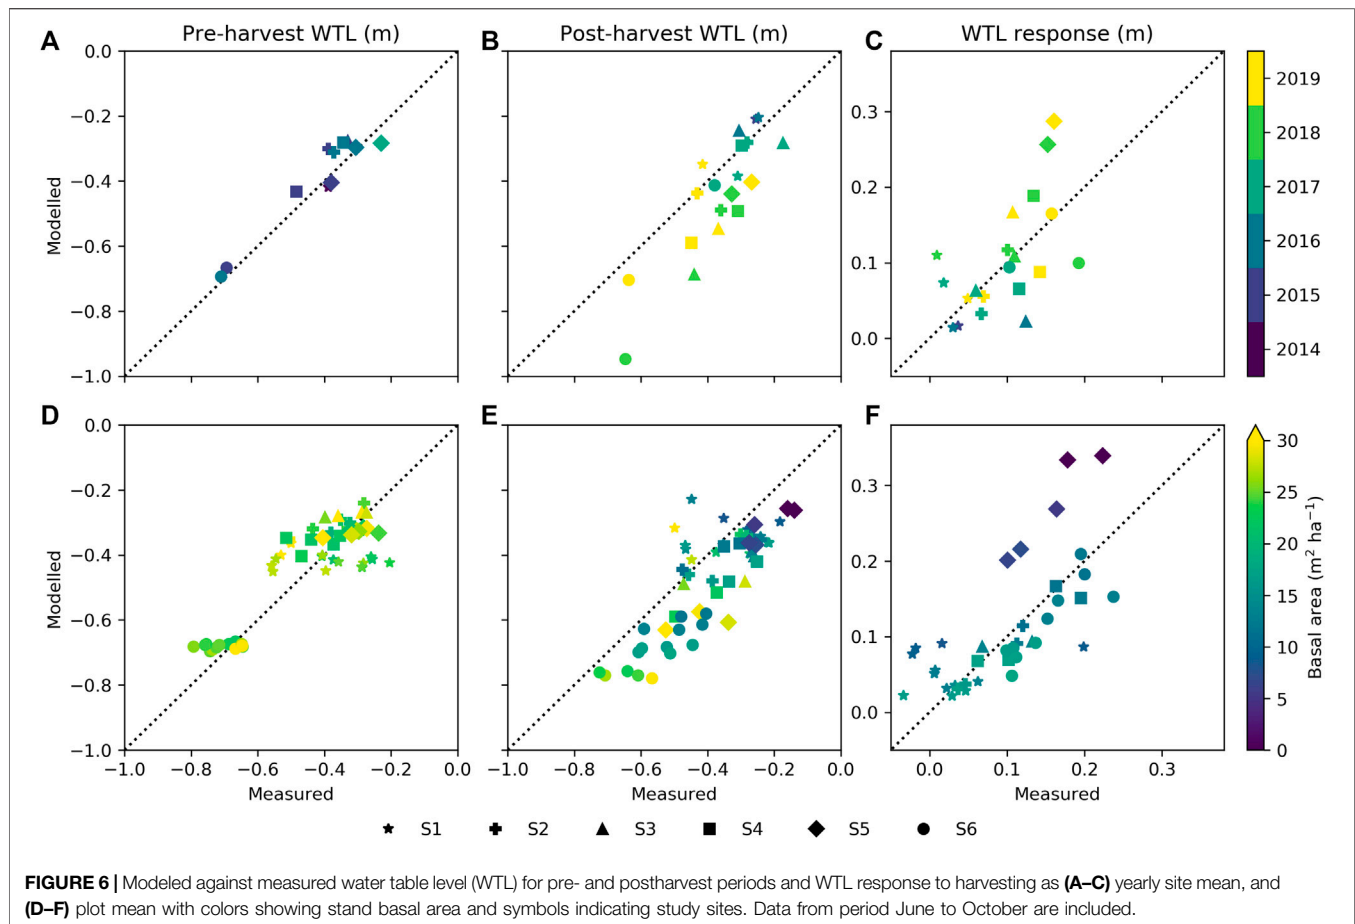 A Pre-harvest WTL (m)
B Post-harvest WTL (m)
C WTL response (m)
0.0
−0.2
−0.4
−0.6
−0.8
−1.0
Modelled
0.3
0.2
0.1
0.0
2019
2018
2017
2016
2015
2014
D
E
F
0.0
−0.2
−0.4
−0.6
−0.8
−1.0
Modelled
0.3
0.2
0.1
0.0
30
25
20
15
10
5
0
Basal area (m² ha⁻¹)
−1.0 −0.8 −0.6 −0.4 −0.2 0.0
Measured
−1.0 −0.8 −0.6 −0.4 −0.2 0.0
Measured
0.0 0.1 0.2 0.3
Measured
S1 S2 S3 S4 S5 S6
FIGURE 6 | Modeled against measured water table level (WTL) for pre- and postharvest periods and WTL response to harvesting as (A–C) yearly site mean, and
(D–F) plot mean with colors showing stand basal area and symbols indicating study sites. Data from period June to October are included.